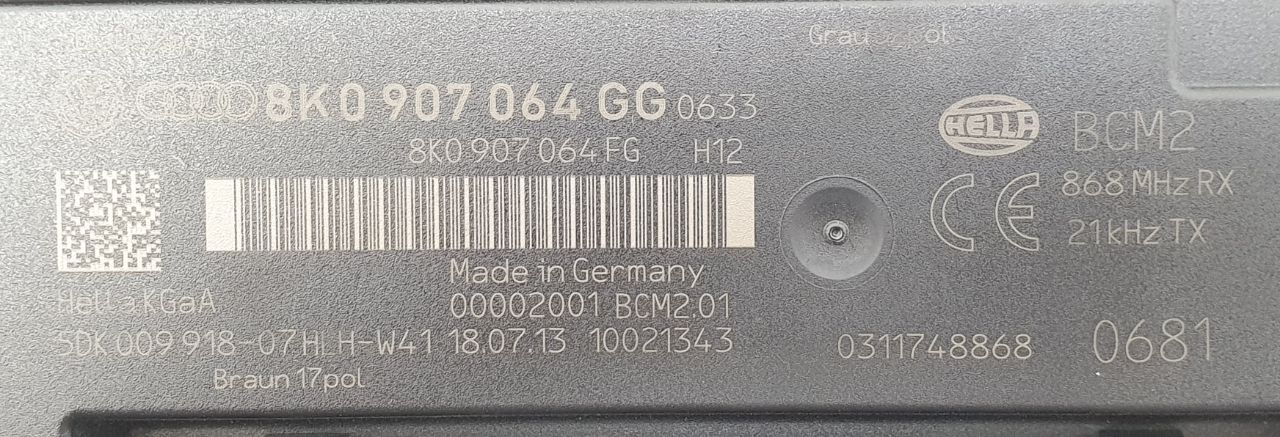 8K0 907 064 GG 0633
8K0 907 064 FG H12
HELLA
BCM2
868 MHz RX
CE
21kHz TX
Made in Germany
Hella KGaA
00002001 BCM2.01
5DK 009 918-07 HLH-W41 18.07.13 10021343
0311748868
0681
Braun 17pol